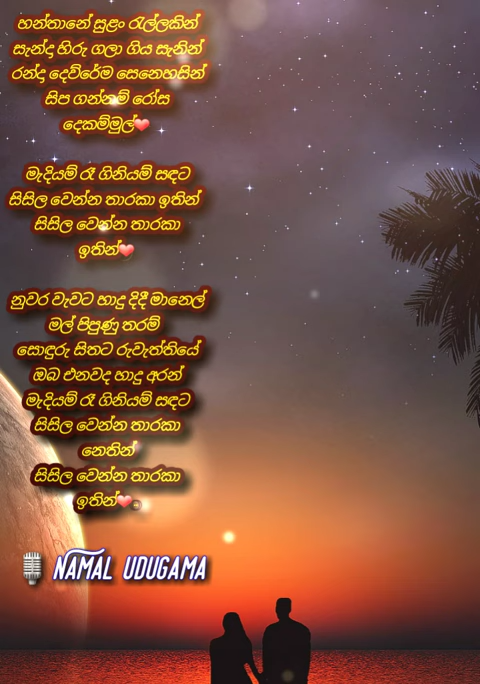 හන්තානේ සුළං රැල්ලකින්
සැන්දෑ හිරු ගලා ගිය සැනින්
රන්දා දෙව්රේම සෙනෙහසින්
සිප ගන්නම් රෝස
දෙකම්මුල්❤
මැදියම් රෑ ගිනියම් සඳට
සිසිල වෙන්න තාරකා ඉතින්
සිසිල වෙන්න තාරකා
ඉතින්❤
නුවර වැවට හාදු දිදී මානෙල්
මල් පිපුණු තරම්
සොඳුරු සිතට රුවැත්තියේ
ඔබ එනවද හාදු අරන්
මැදියම් රෑ ගිනියම් සඳට
සිසිල වෙන්න තාරකා
නෙතින්
සිසිල වෙන්න තාරකා
ඉතින්❤
NAMAL UDUGAMA